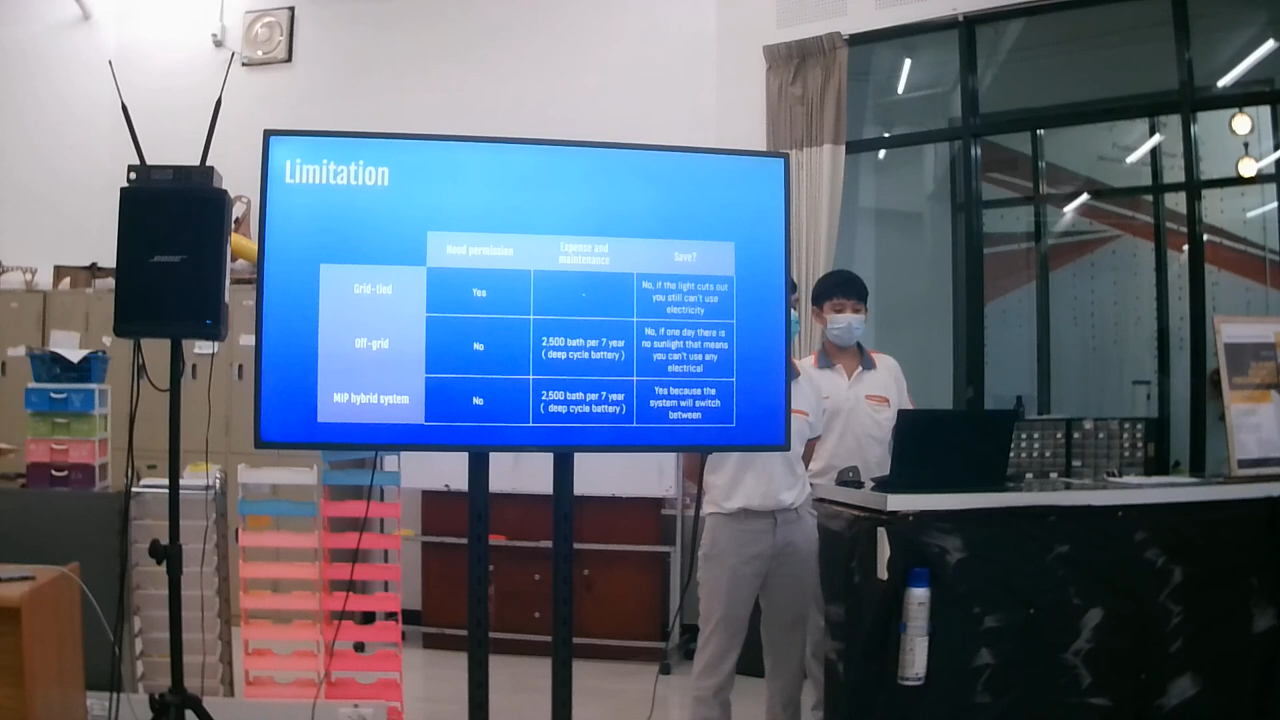 Limitation
Need permission
Expense and
maintenance
Save?
Grid-tied
Yes
-
No, if the light cuts out
you still can't use
electricity
Off-grid
No
2,500 bath per 7 year
( deep cycle battery )
No, if one day there is
no sunlight that means
you can't use any
electrical
MIP hybrid system
No
2,500 bath per 7 year
( deep cycle battery )
Yes because the
system will switch
between